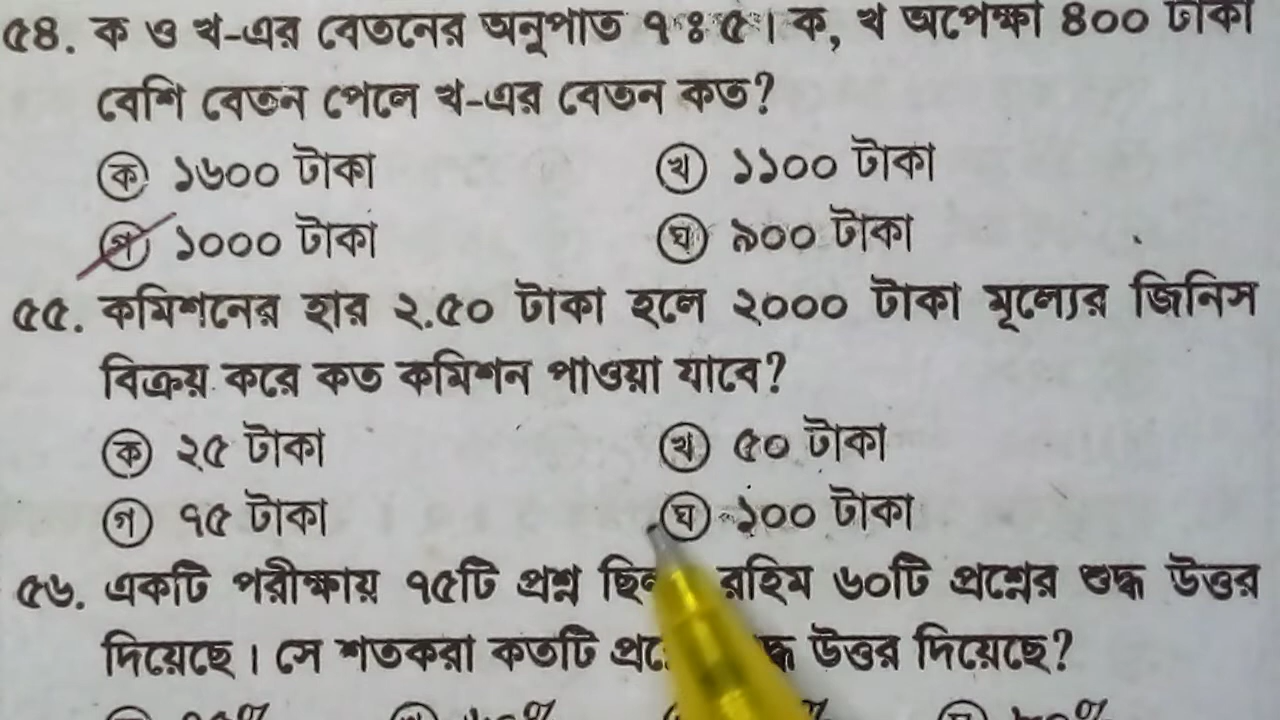 ৫৪. ক ও খ-এর বেতনের অনুপাত ৭ : ৫। ক, খ অপেক্ষা ৪০০ টাকা
বেশি বেতন পেলে খ-এর বেতন কত?
ক ১৬০০ টাকা খ ১১০০ টাকা
গ ১০০০ টাকা ঘ ৯০০ টাকা
৫৫. কমিশনের হার ২.৫০ টাকা হলে ২০০০ টাকা মূল্যের জিনিস
বিক্রয় করে কত কমিশন পাওয়া যাবে?
ক ২৫ টাকা খ ৫০ টাকা
গ ৭৫ টাকা ঘ ১০০ টাকা
৫৬. একটি পরীক্ষায় ৭৫টি প্রশ্ন রহিম ৬০টি প্রশ্নের শুদ্ধ উত্তর
দিয়েছে। সে শতকরা কতটি উত্তর দিয়েছে?